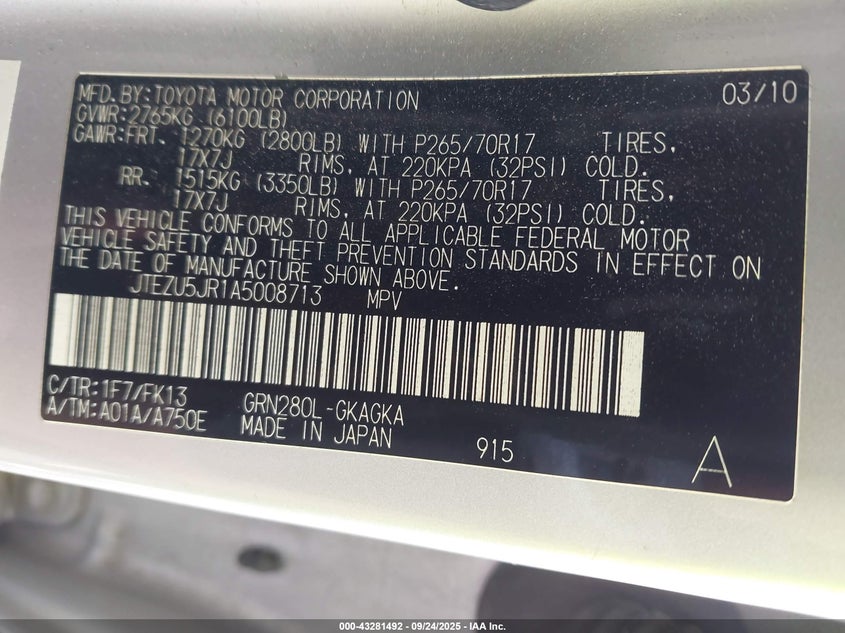 MFD. BY: TOYOTA MOTOR CORPORATION 03/10
GVWR: 2765KG (6100LB)
GAWR: FRT. 1270KG (2800LB) WITH P265/70R17 TIRES,
17X7J RIMS, AT 220KPA (32PSI) COLD.
RR. 1515KG (3350LB) WITH P265/70R17 TIRES,
17X7J RIMS, AT 220KPA (32PSI) COLD.
THIS VEHICLE CONFORMS TO ALL APPLICABLE FEDERAL MOTOR
VEHICLE SAFETY AND THEFT PREVENTION STANDARDS IN EFFECT ON
THE DATE OF MANUFACTURE SHOWN ABOVE.
JTEZU5JR1A5008713 MPV
C/TR: 1F7/FK13
A/TM: A01A/A750E
GRN280L-GKAGKA
MADE IN JAPAN
915
A
000-43281492 - 09/24/2025 - IAA Inc.